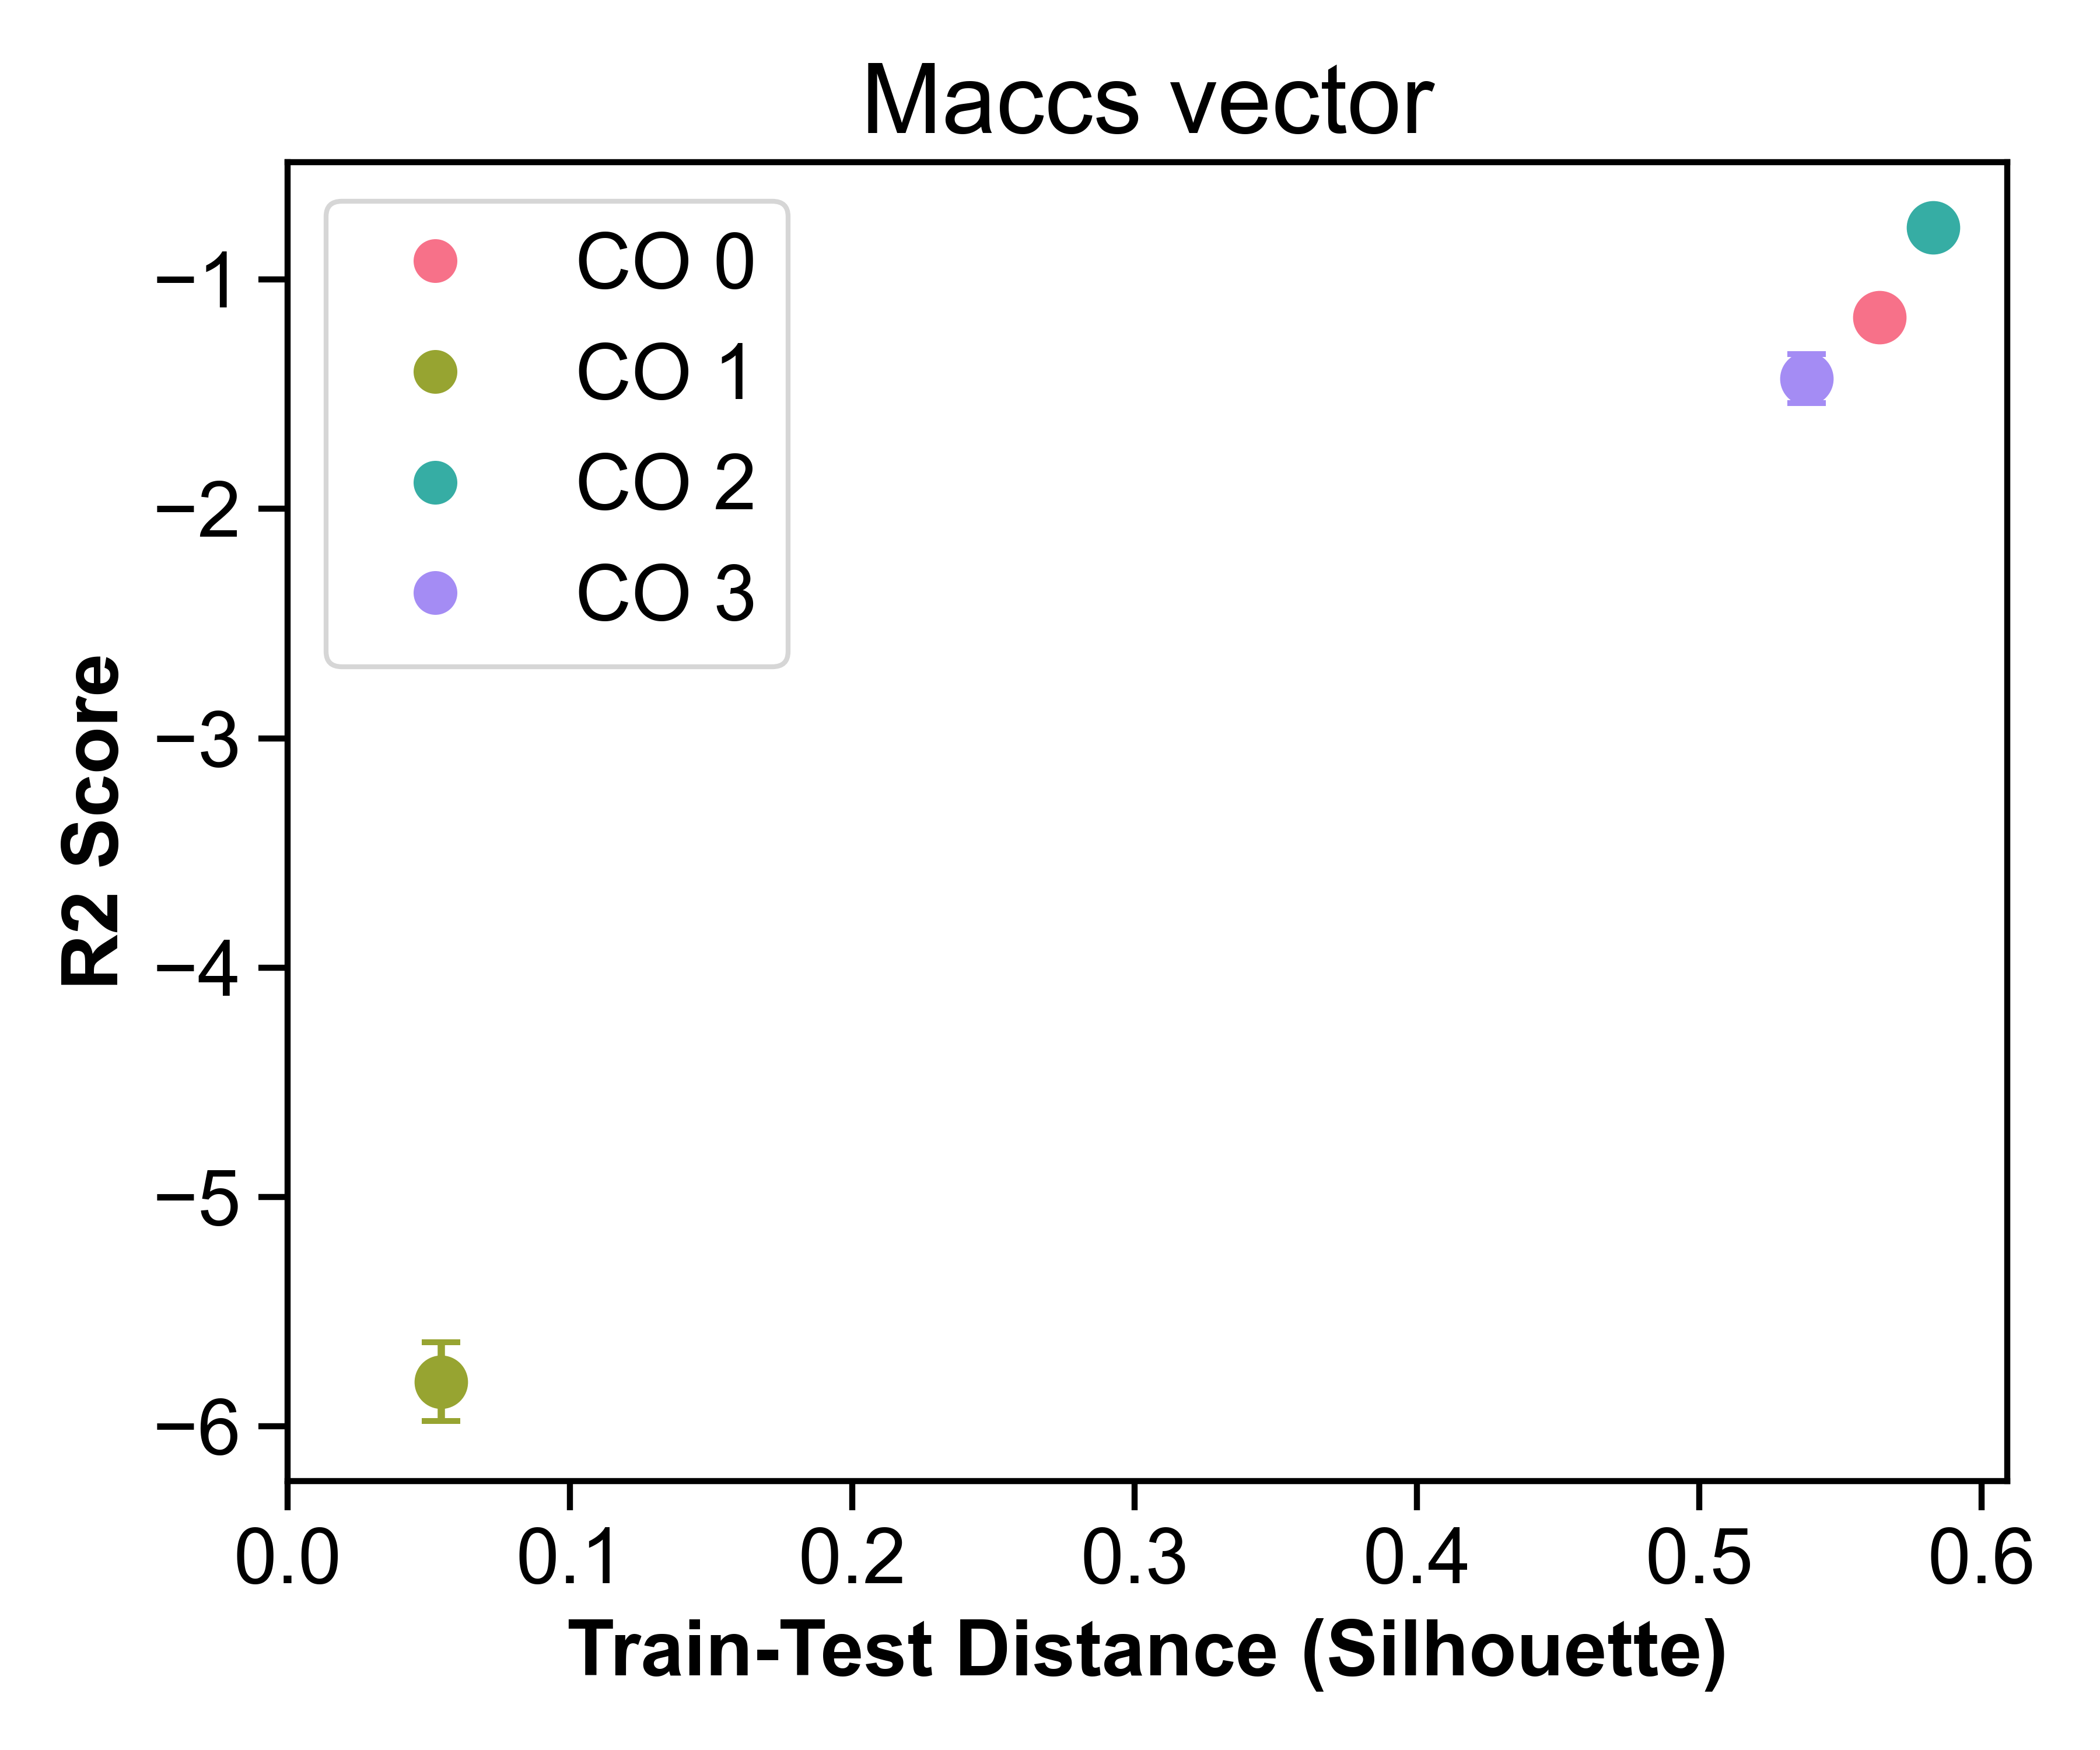 Maccs vector
CO 0
CO 1
CO 2
CO 3
R2 Score
−1
−2
−3
−4
−5
−6
0.0 0.1 0.2 0.3 0.4 0.5 0.6
Train-Test Distance (Silhouette)